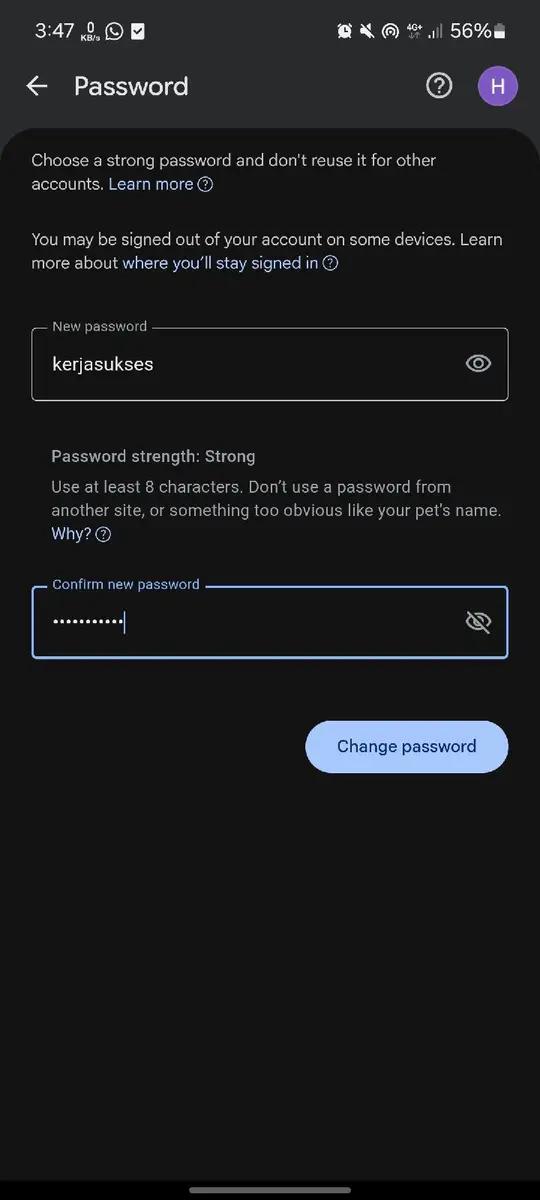 3:47
0
KB/s
4G+
56%
Password
H
Choose a strong password and don't reuse it for other
accounts. Learn more
You may be signed out of your account on some devices. Learn
more about where you’ll stay signed in
New password
kerjasukses
Password strength: Strong
Use at least 8 characters. Don’t use a password from
another site, or something too obvious like your pet's name.
Why?
Confirm new password
•••••••••••
Change password